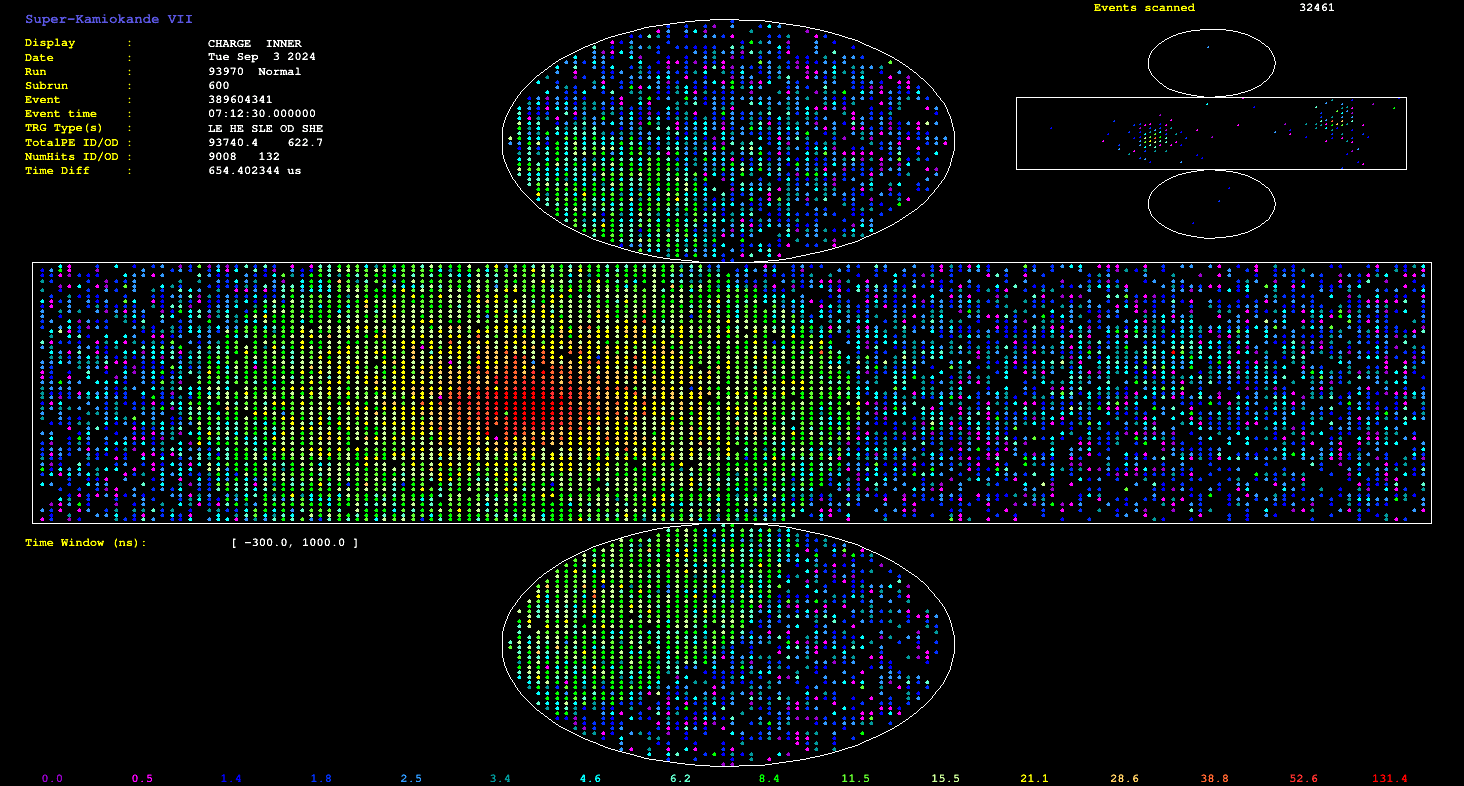 Super-Kamiokande VII
Events scanned 32461
Display : CHARGE INNER
Date : Tue Sep 3 2024
Run : 93970 Normal
Subrun : 600
Event : 389604341
Event time : 07:12:30.000000
TRG Type(s) : LE HE SLE OD SHE
TotalPE ID/OD : 93740.4 622.7
NumHits ID/OD : 9008 132
Time Diff : 654.402344 us
Time Window (ns): [ -300.0, 1000.0 ]
0.0 0.5 1.4 1.8 2.5 3.4 4.6 6.2 8.4 11.5 15.5 21.1 28.6 38.8 52.6 131.4